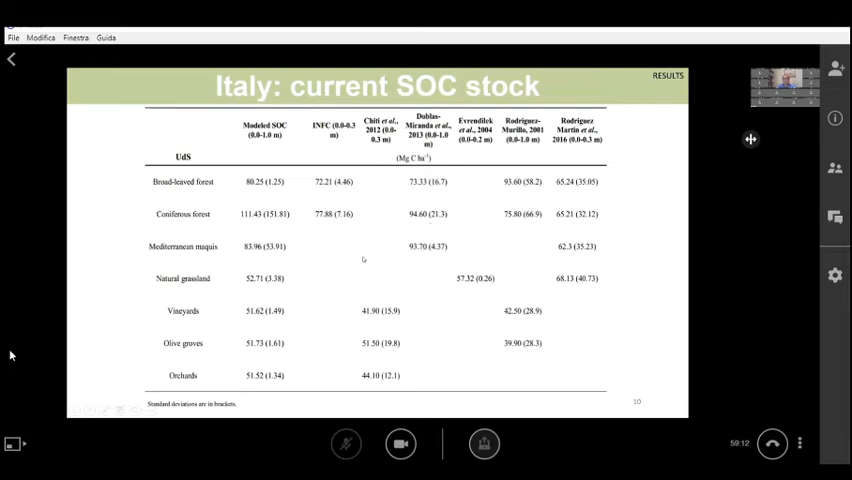 File Modifica Finestra Guida
Italy: current SOC stock
RESULTS
UdS
Modeled SOC (0.0-1.0 m)
INFC (0.0-0.3 m)
Chiti et al., 2012 (0.0-0.3 m)
Doblas-Miranda et al., 2013 (0.0-1.0 m)
Evrendilek et al., 2004 (0.0-0.2 m)
Rodriguez-Murillo, 2001 (0.0-1.0 m)
Rodriguez Martin et al., 2016 (0.0-0.3 m)
(Mg C ha-1)
Broad-leaved forest 80.25 (1.25) 72.21 (4.46) 73.33 (16.7) 93.60 (58.2) 65.24 (35.05)
Coniferous forest 111.43 (151.81) 77.88 (7.16) 94.60 (21.3) 75.80 (66.9) 65.21 (32.12)
Mediterranean maquis 83.96 (53.91) 93.70 (4.37) 62.3 (35.23)
Natural grassland 52.71 (3.38) 57.32 (0.26) 68.13 (40.73)
Vineyards 51.62 (1.49) 41.90 (15.9) 42.50 (28.9)
Olive groves 51.73 (1.61) 51.50 (19.8) 39.90 (28.3)
Orchards 51.52 (1.34) 44.10 (12.1)
Standard deviations are in brackets.
10
59:12